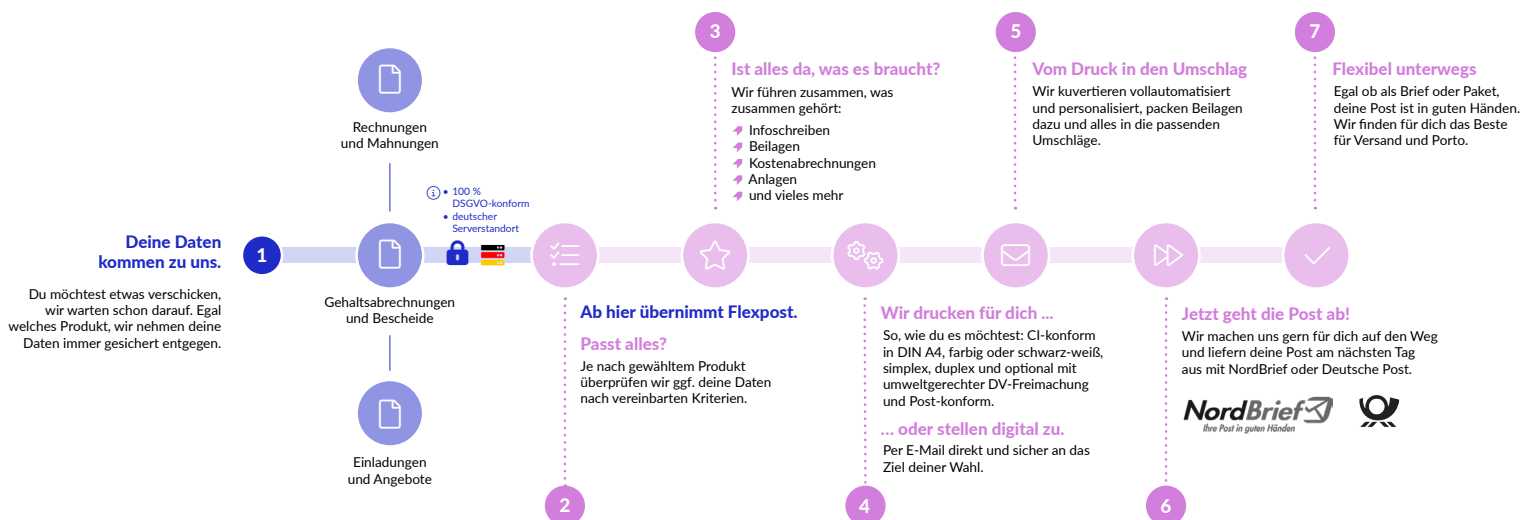 Deine Daten
kommen zu uns.
Du möchtest etwas verschicken,
wir warten schon darauf. Egal
welches Produkt, wir nehmen deine
Daten immer gesichert entgegen.
1
Rechnungen
und Mahnungen
Gehaltsabrechnungen
und Bescheide
Einladungen
und Angebote
• 100 %
DSGVO-konform
• deutscher
Serverstandort
Ab hier übernimmt Flexpost.
Passt alles?
Je nach gewähltem Produkt
überprüfen wir ggf. deine Daten
nach vereinbarten Kriterien.
2
3
Ist alles da, was es braucht?
Wir führen zusammen, was
zusammen gehört:
Infoschreiben
Beilagen
Kostenabrechnungen
Anlagen
und vieles mehr
Wir drucken für dich ...
So, wie du es möchtest: CI-konform
in DIN A4, farbig oder schwarz-weiß,
simplex, duplex und optional mit
umweltgerechter DV-Freimachung
und Post-konform.
... oder stellen digital zu.
Per E-Mail direkt und sicher an das
Ziel deiner Wahl.
4
5
Vom Druck in den Umschlag
Wir kuvertieren vollautomatisiert
und personalisiert, packen Beilagen
dazu und alles in die passenden
Umschläge.
Jetzt geht die Post ab!
Wir machen uns gern für dich auf den Weg
und liefern deine Post am nächsten Tag
aus mit NordBrief oder Deutsche Post.
NordBrief
Ihre Post in guten Händen
6
7
Flexibel unterwegs
Egal ob als Brief oder Paket,
deine Post ist in guten Händen.
Wir finden für dich das Beste
für Versand und Porto.